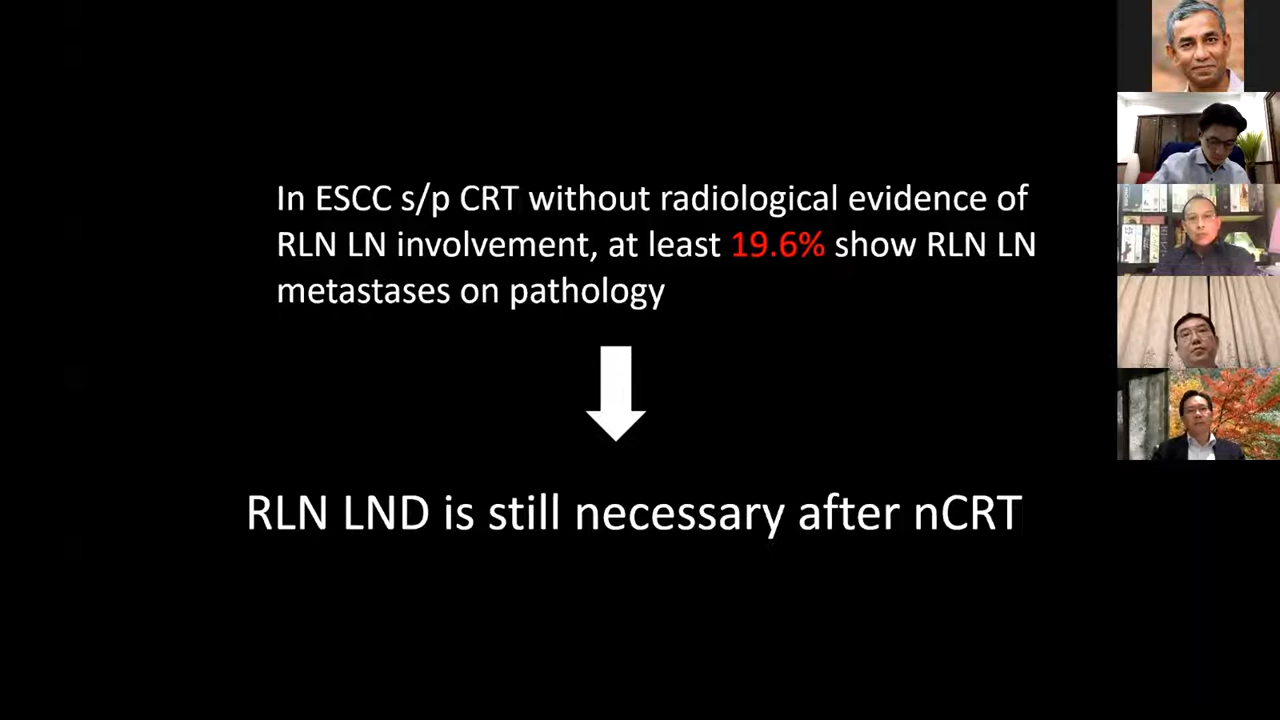 In ESCC s/p CRT without radiological evidence of
RLN LN involvement, at least 19.6% show RLN LN
metastases on pathology
RLN LND is still necessary after nCRT